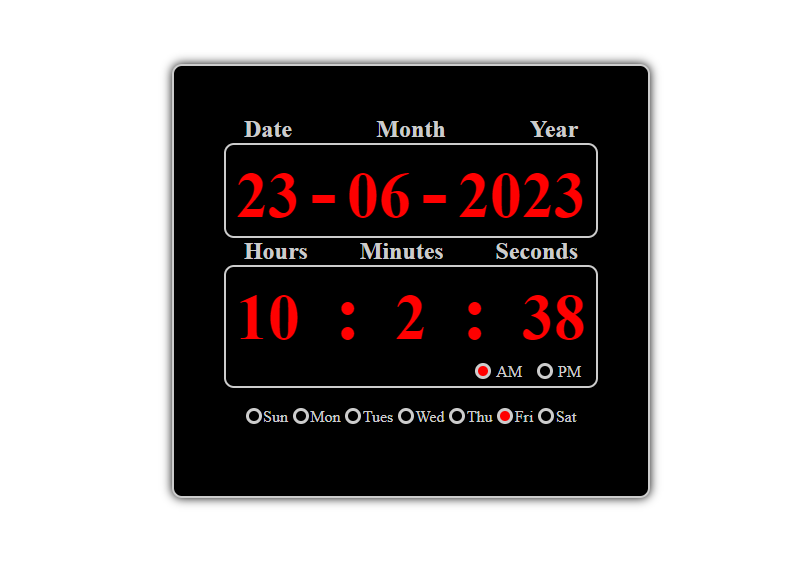 Date Month Year
23-06-2023
Hours Minutes Seconds
10 : 2 : 38
AM PM
Sun Mon Tues Wed Thu Fri Sat